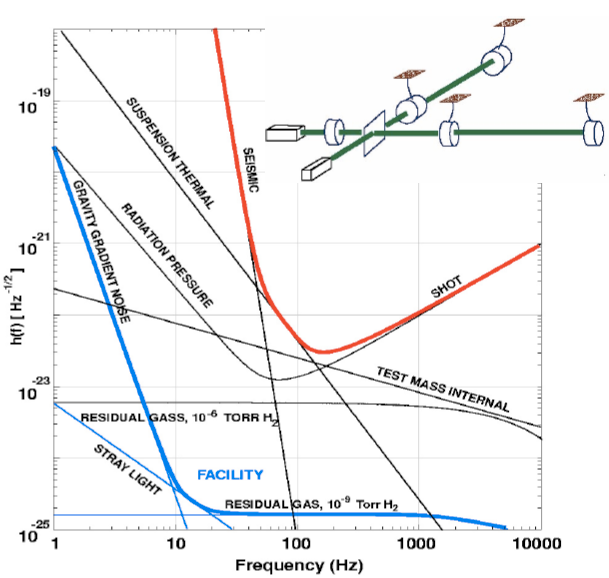 10-19
10-21
10-23
10-25
h(f) [ Hz-1/2 ]
SUSPENSION THERMAL
SEISMIC
RADIATION PRESSURE
GRAVITY GRADIENT NOISE
SHOT
TEST MASS INTERNAL
RESIDUAL GASS, 10-6 TORR H2
STRAY LIGHT
FACILITY
RESIDUAL GAS, 10-9 Torr H2
1
10
100
1000
10000
Frequency (Hz)